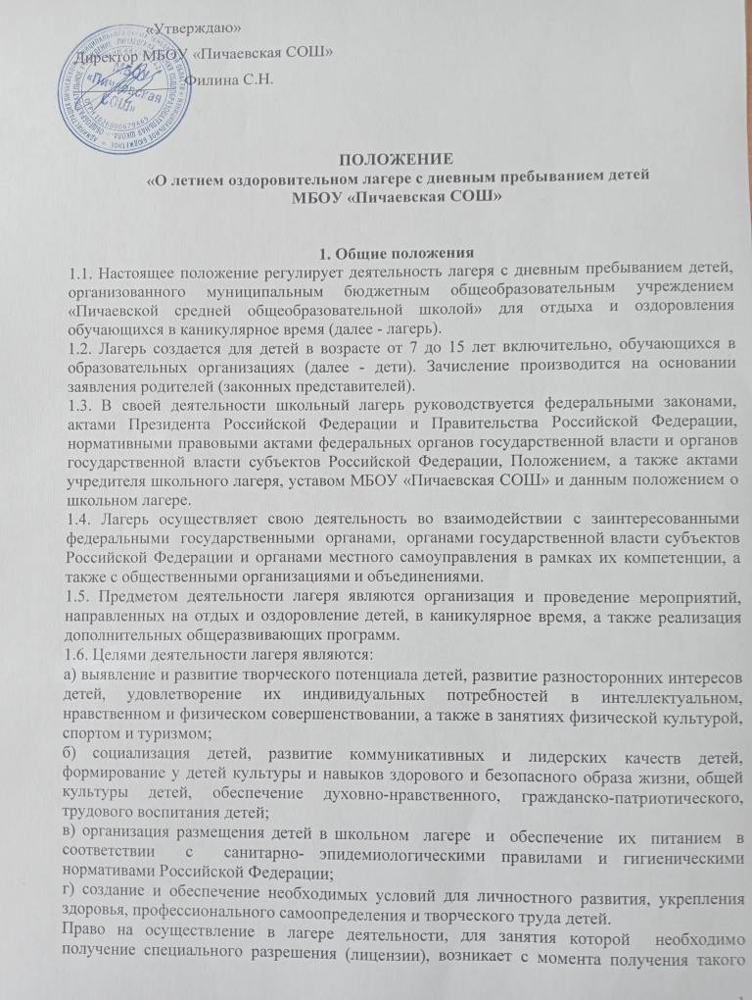 «Утверждаю»
Директор МБОУ «Пичаевская СОШ»
Филина С.Н.
«Пичаевская
СОШ»
ПОЛОЖЕНИЕ
«О летнем оздоровительном лагере с дневным пребыванием детей
МБОУ «Пичаевская СОШ»
1. Общие положения
1.1. Настоящее положение регулирует деятельность лагеря с дневным пребыванием детей,
организованного муниципальным бюджетным общеобразовательным учреждением
«Пичаевской средней общеобразовательной школой» для отдыха и оздоровления
обучающихся в каникулярное время (далее - лагерь).
1.2. Лагерь создается для детей в возрасте от 7 до 15 лет включительно, обучающихся в
образовательных организациях (далее - дети). Зачисление производится на основании
заявления родителей (законных представителей).
1.3. В своей деятельности школьный лагерь руководствуется федеральными законами,
актами Президента Российской Федерации и Правительства Российской Федерации,
нормативными правовыми актами федеральных органов государственной власти и органов
государственной власти субъектов Российской Федерации, Положением, а также актами
учредителя школьного лагеря, уставом МБОУ «Пичаевская СОШ» и данным положением о
школьном лагере.
1.4. Лагерь осуществляет свою деятельность во взаимодействии с заинтересованными
федеральными государственными органами, органами государственной власти субъектов
Российской Федерации и органами местного самоуправления в рамках их компетенции, а
также с общественными организациями и объединениями.
1.5. Предметом деятельности лагеря являются организация и проведение мероприятий,
направленных на отдых и оздоровление детей, в каникулярное время, а также реализация
дополнительных общеразвивающих программ.
1.6. Целями деятельности лагеря являются:
а) выявление и развитие творческого потенциала детей, развитие разносторонних интересов
детей, удовлетворение их индивидуальных потребностей в интеллектуальном,
нравственном и физическом совершенствовании, а также в занятиях физической культурой,
спортом и туризмом;
б) социализация детей, развитие коммуникативных и лидерских качеств детей,
формирование у детей культуры и навыков здорового и безопасного образа жизни, общей
культуры детей, обеспечение духовно-нравственного, гражданско-патриотического,
трудового воспитания детей;
в) организация размещения детей в школьном лагере и обеспечение их питанием в
соответствии с санитарно- эпидемиологическими правилами и гигиеническими
нормативами Российской Федерации;
г) создание и обеспечение необходимых условий для личностного развития, укрепления
здоровья, профессионального самоопределения и творческого труда детей.
Право на осуществление в лагере деятельности, для занятия которой необходимо
получение специального разрешения (лицензии), возникает с момента получения такого